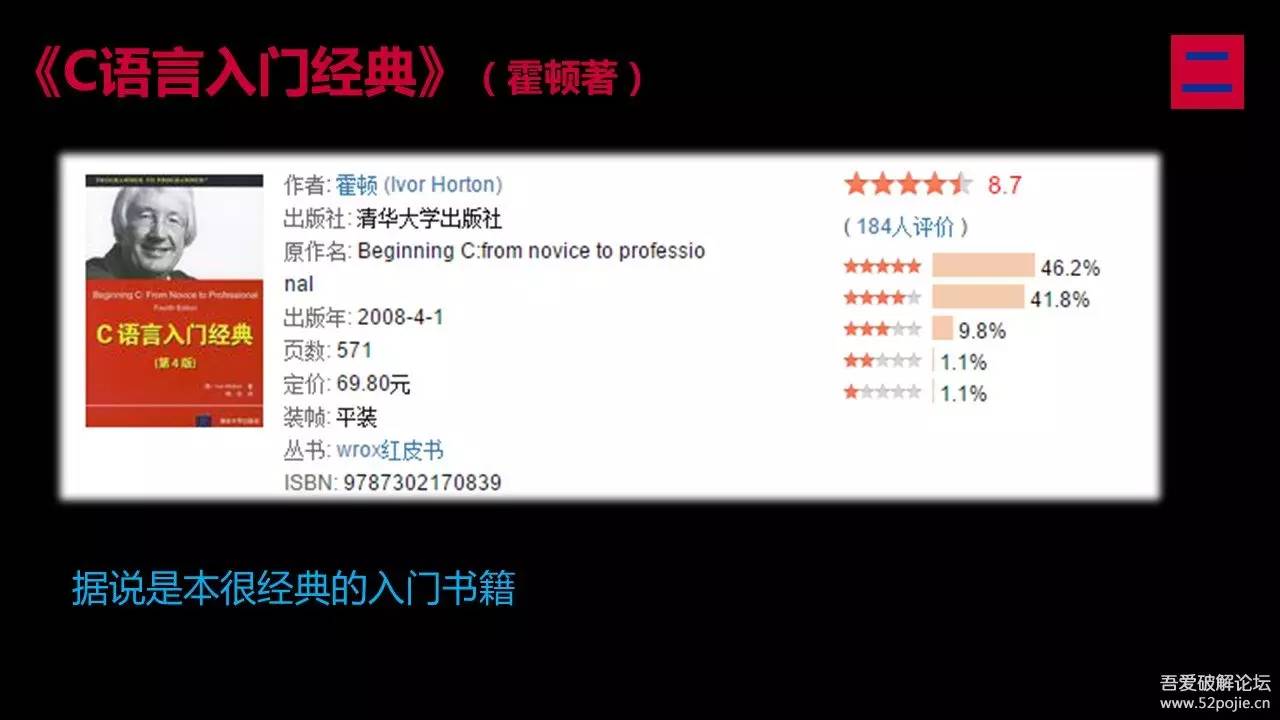 《C语言入门经典》（霍顿著）
二
PROGRAMMER TO PROGRAMMER
Beginning C: From Novice to Professional
Fourth Edition
C 语言入门经典
(第4版)
作者: 霍顿 (Ivor Horton)
出版社: 清华大学出版社
原作名: Beginning C:from novice to professio
nal
出版年: 2008-4-1
页数: 571
定价: 69.80元
装帧: 平装
丛书: wrox红皮书
ISBN: 9787302170839
8.7
( 184人评价 )
46.2%
41.8%
9.8%
1.1%
1.1%
据说是本很经典的入门书籍
吾爱破解论坛
www.52pojie.cn